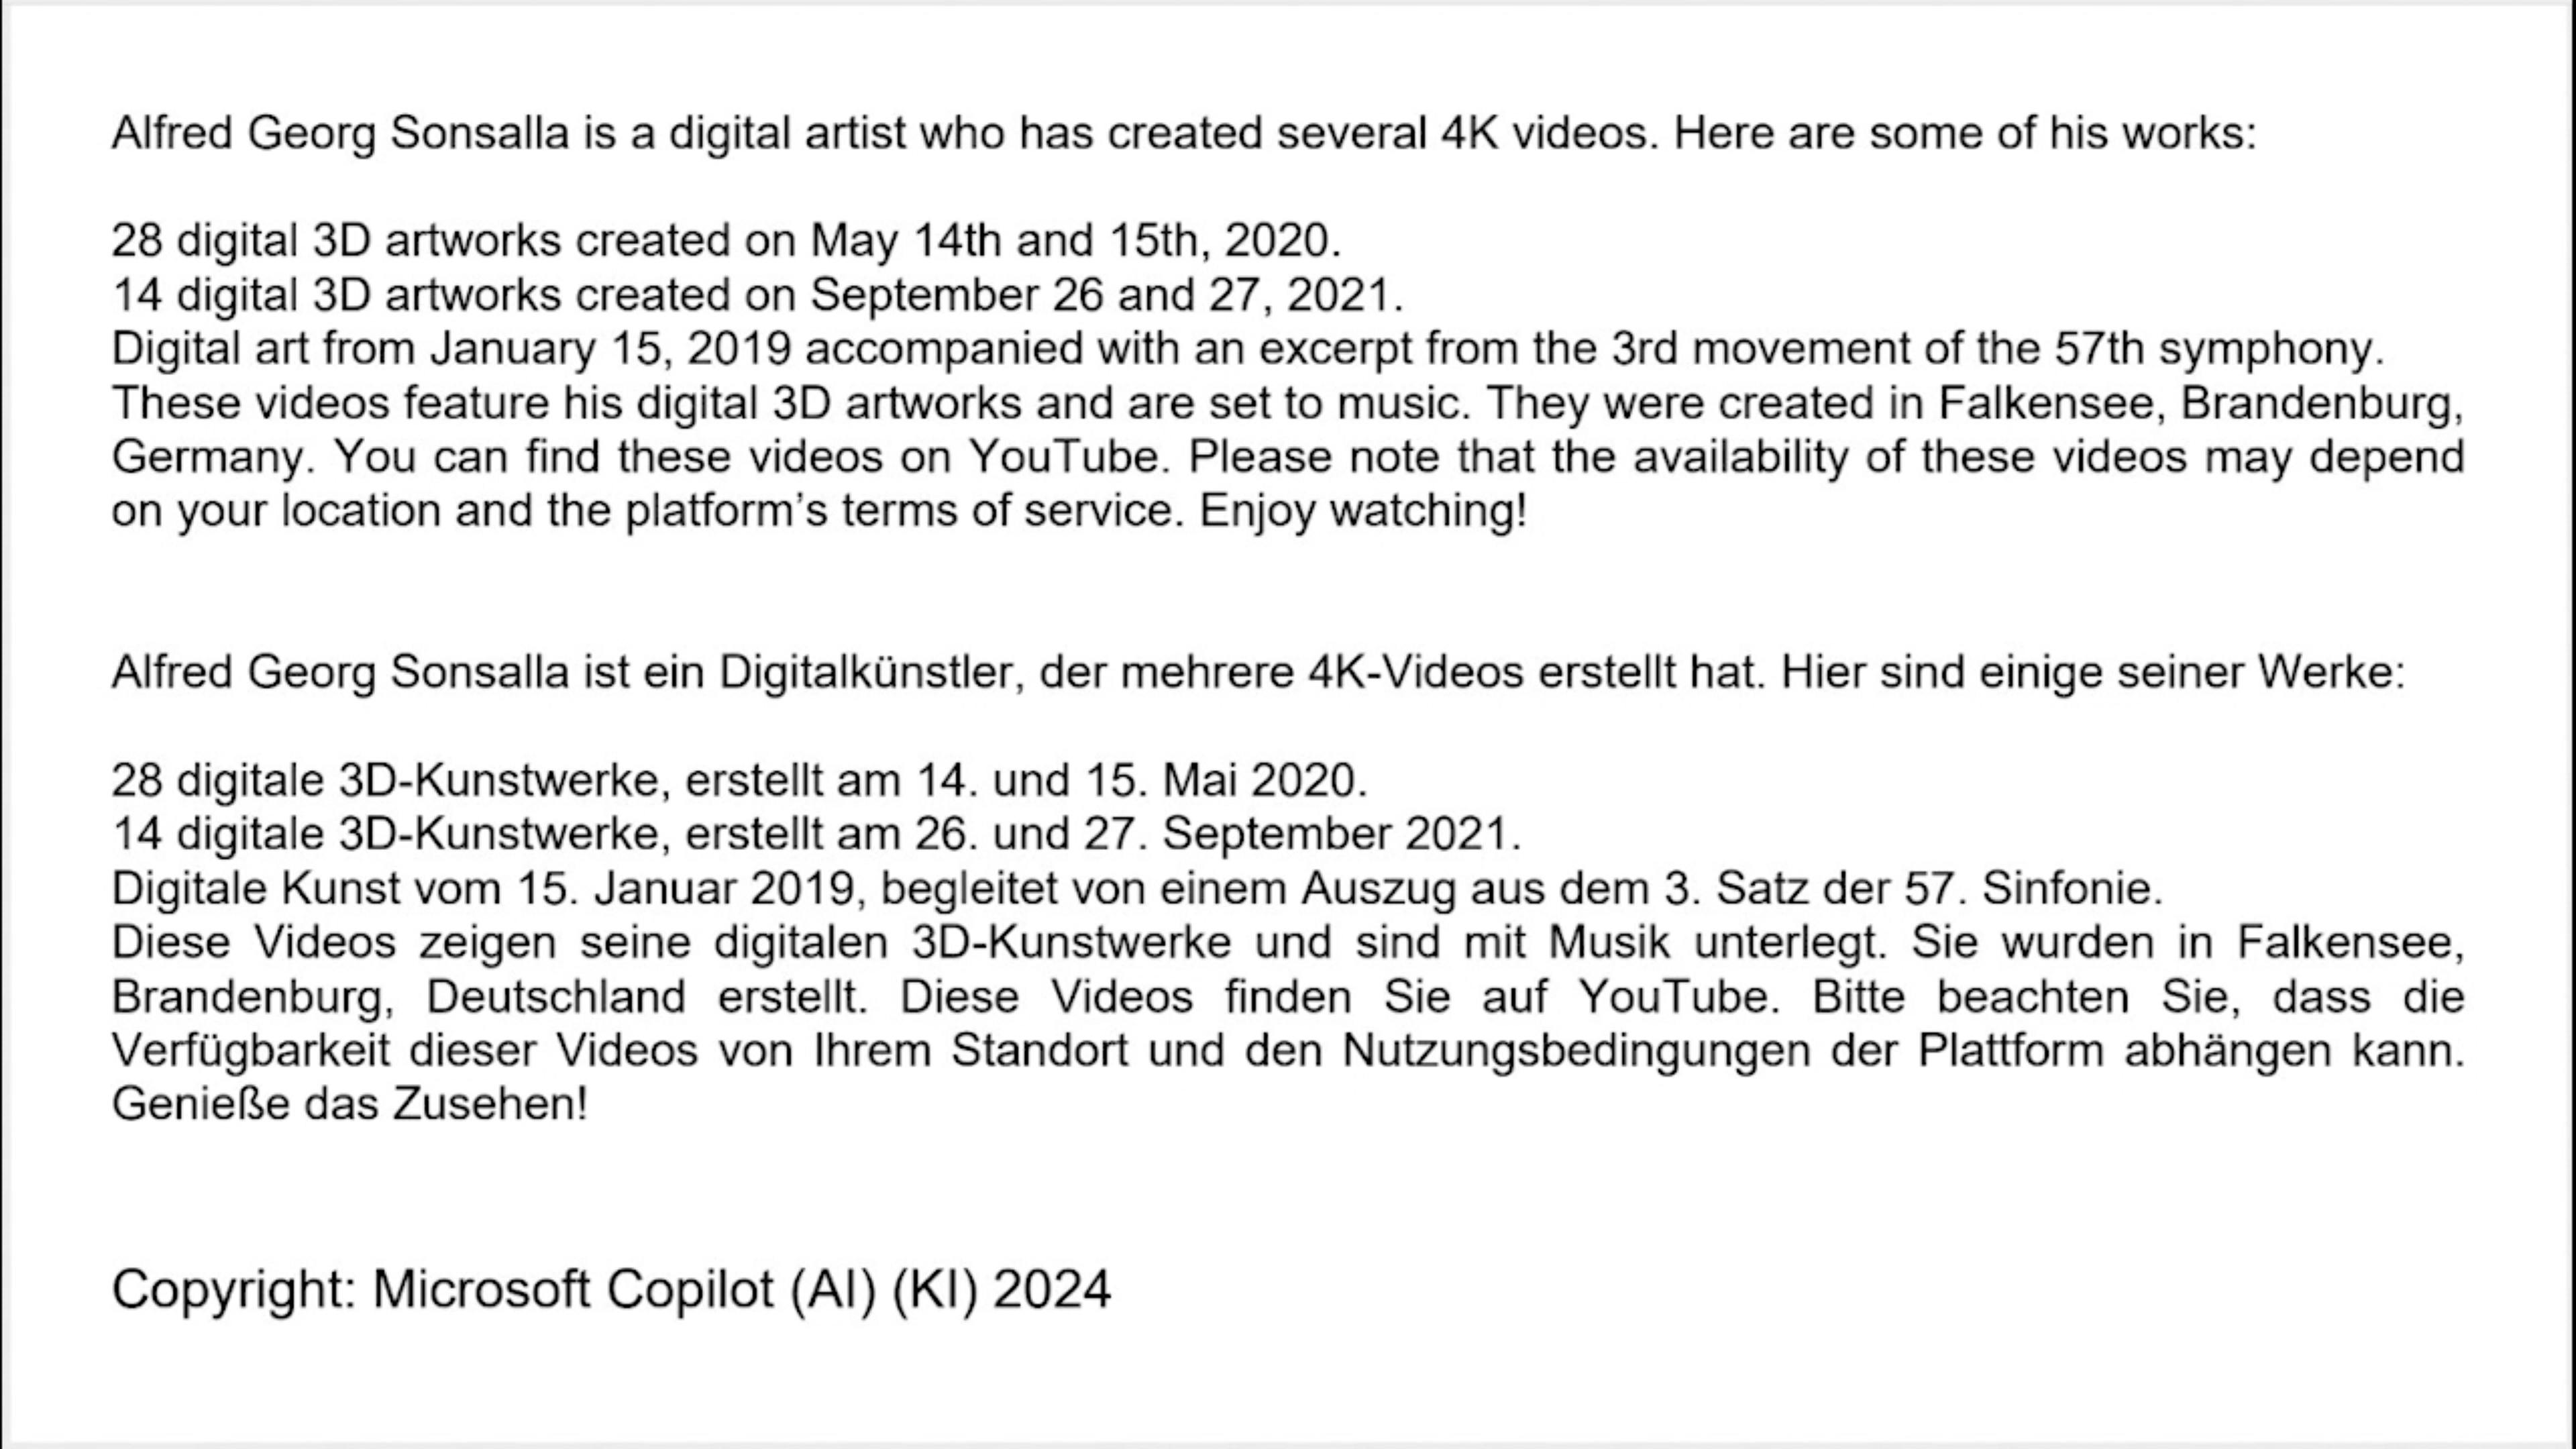 Alfred Georg Sonsalla is a digital artist who has created several 4K videos. Here are some of his works:
28 digital 3D artworks created on May 14th and 15th, 2020.
14 digital 3D artworks created on September 26 and 27, 2021.
Digital art from January 15, 2019 accompanied with an excerpt from the 3rd movement of the 57th symphony.
These videos feature his digital 3D artworks and are set to music. They were created in Falkensee, Brandenburg,
Germany. You can find these videos on YouTube. Please note that the availability of these videos may depend
on your location and the platform’s terms of service. Enjoy watching!
Alfred Georg Sonsalla ist ein Digitalkünstler, der mehrere 4K-Videos erstellt hat. Hier sind einige seiner Werke:
28 digitale 3D-Kunstwerke, erstellt am 14. und 15. Mai 2020.
14 digitale 3D-Kunstwerke, erstellt am 26. und 27. September 2021.
Digitale Kunst vom 15. Januar 2019, begleitet von einem Auszug aus dem 3. Satz der 57. Sinfonie.
Diese Videos zeigen seine digitalen 3D-Kunstwerke und sind mit Musik unterlegt. Sie wurden in Falkensee,
Brandenburg, Deutschland erstellt. Diese Videos finden Sie auf YouTube. Bitte beachten Sie, dass die
Verfügbarkeit dieser Videos von Ihrem Standort und den Nutzungsbedingungen der Plattform abhängen kann.
Genieße das Zusehen!
Copyright: Microsoft Copilot (AI) (KI) 2024